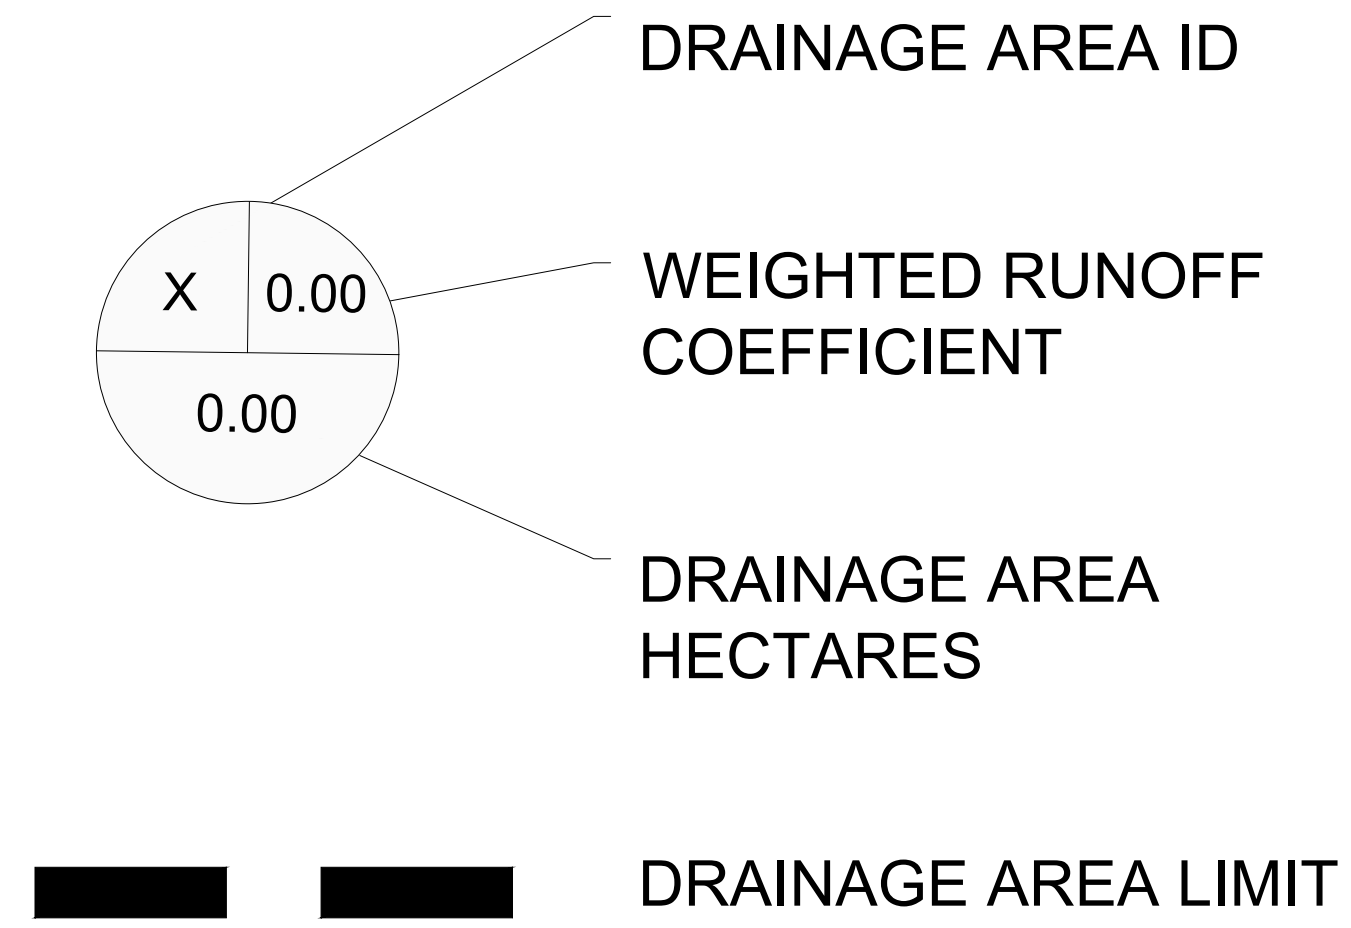 DRAINAGE AREA ID
X
0.00
WEIGHTED RUNOFF
COEFFICIENT
0.00
DRAINAGE AREA
HECTARES
DRAINAGE AREA LIMIT